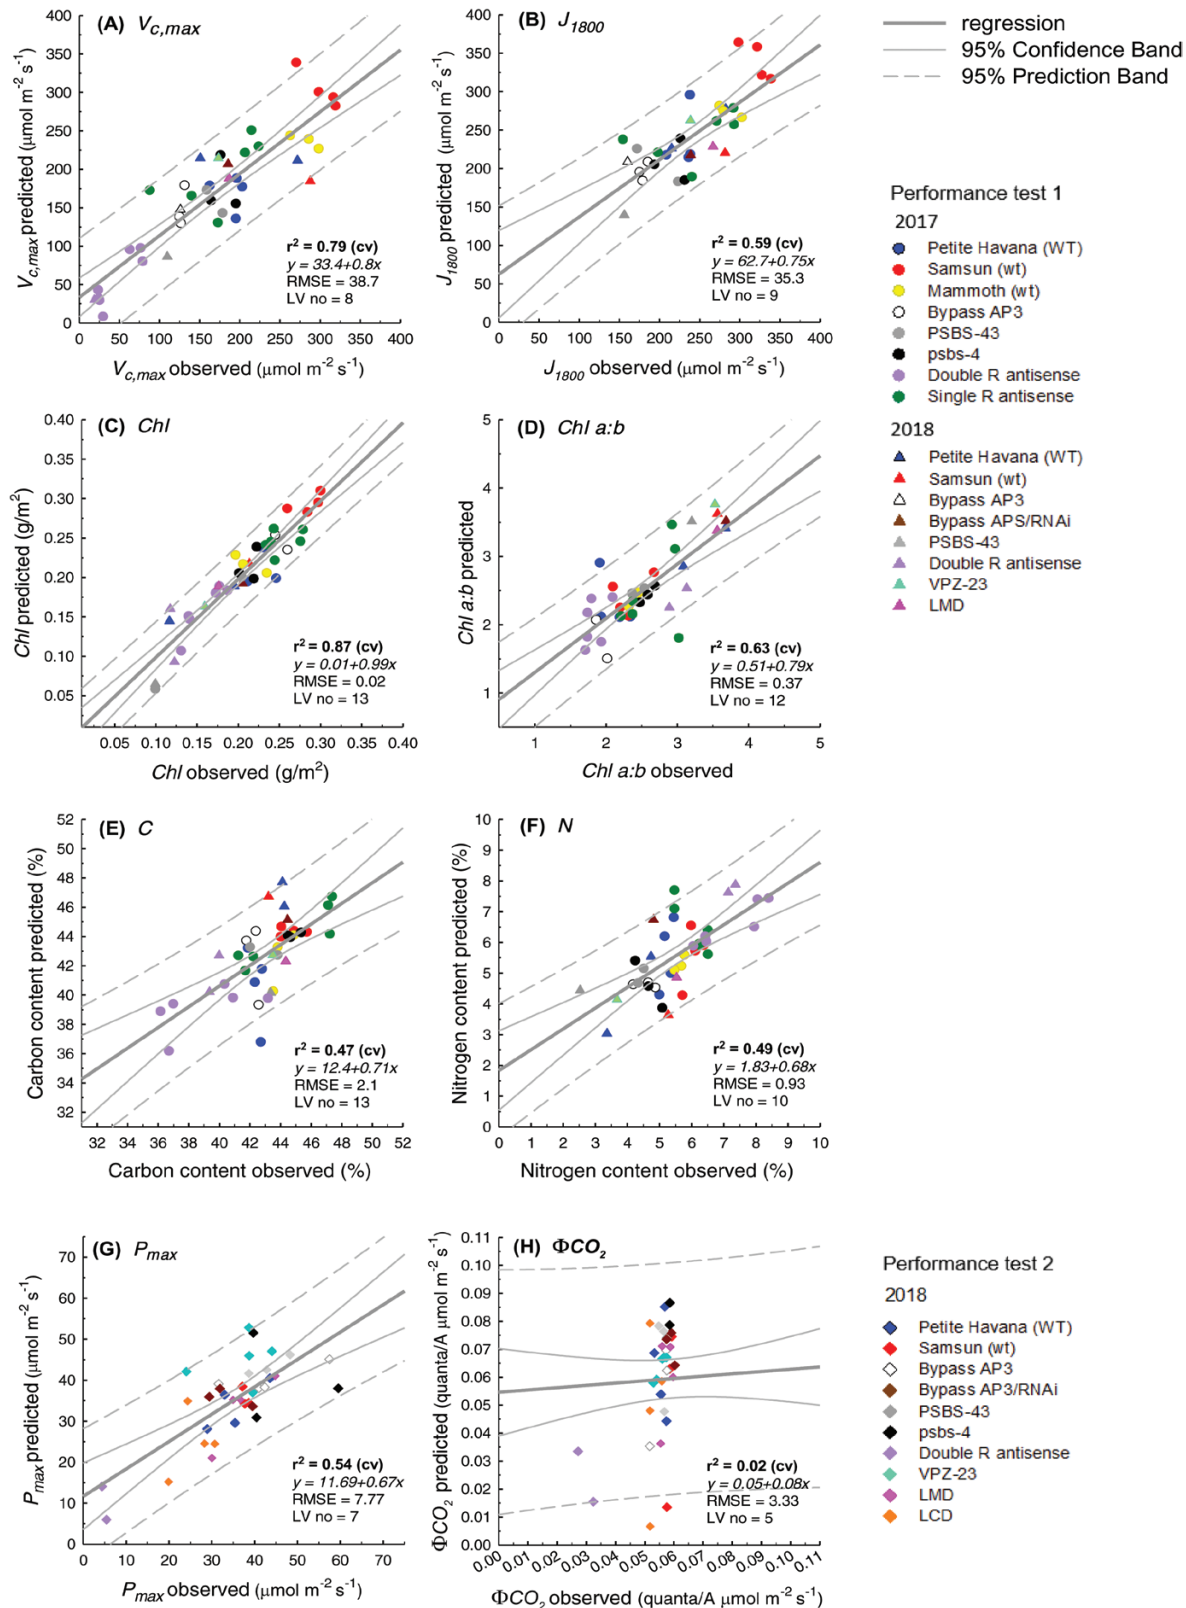 (A) Vc,max
Vc,max predicted (μmol m-2 s-1)
400
350
300
250
200
150
100
50
0
r2 = 0.79 (cv)
y = 33.4+0.8x
RMSE = 38.7
LV no = 8
0 50 100 150 200 250 300 350 400
Vc,max observed (μmol m-2 s-1)
(B) J1800
J1800 predicted (μmol m-2 s-1)
400
350
300
250
200
150
100
50
0
r2 = 0.59 (cv)
y = 62.7+0.75x
RMSE = 35.3
LV no = 9
0 50 100 150 200 250 300 350 400
J1800 observed (μmol m-2 s-1)
regression
95% Confidence Band
95% Prediction Band
Performance test 1
2017
Petite Havana (WT)
Samsun (wt)
Mammoth (wt)
Bypass AP3
PSBS-43
psbs-4
Double R antisense
Single R antisense
2018
Petite Havana (WT)
Samsun (wt)
Bypass AP3
Bypass APS/RNAi
PSBS-43
Double R antisense
VPZ-23
LMD
(C) Chl
Chl predicted (g/m2)
0.40
0.35
0.30
0.25
0.20
0.15
0.10
0.05
r2 = 0.87 (cv)
y = 0.01+0.99x
RMSE = 0.02
LV no = 13
0.05 0.10 0.15 0.20 0.25 0.30 0.35 0.40
Chl observed (g/m2)
(D) Chl a:b
Chl a:b predicted
5
4
3
2
1
r2 = 0.63 (cv)
y = 0.51+0.79x
RMSE = 0.37
LV no = 12
1 2 3 4 5
Chl a:b observed
(E) C
Carbon content predicted (%)
52
50
48
46
44
42
40
38
36
34
32
r2 = 0.47 (cv)
y = 12.4+0.71x
RMSE = 2.1
LV no = 13
32 34 36 38 40 42 44 46 48 50 52
Carbon content observed (%)
(F) N
Nitrogen content predicted (%)
10
9
8
7
6
5
4
3
2
1
0
r2 = 0.49 (cv)
y = 1.83+0.68x
RMSE = 0.93
LV no = 10
0 1 2 3 4 5 6 7 8 9 10
Nitrogen content observed (%)
(G) Pmax
Pmax predicted (μmol m-2 s-1)
70
60
50
40
30
20
10
0
r2 = 0.54 (cv)
y = 11.69+0.67x
RMSE = 7.77
LV no = 7
0 10 20 30 40 50 60 70
Pmax observed (μmol m-2 s-1)
(H) ΦCO2
ΦCO2 predicted (quanta/A μmol m-2 s-1)
0.11
0.10
0.09
0.08
0.07
0.06
0.05
0.04
0.03
0.02
0.01
0.00
r2 = 0.02 (cv)
y = 0.05+0.08x
RMSE = 3.33
LV no = 5
0.00 0.01 0.02 0.03 0.04 0.05 0.06 0.07 0.08 0.09 0.10 0.11
ΦCO2 observed (quanta/A μmol m-2 s-1)
Performance test 2
2018
Petite Havana (WT)
Samsun (wt)
Bypass AP3
Bypass AP3/RNAi
PSBS-43
psbs-4
Double R antisense
VPZ-23
LMD
LCD